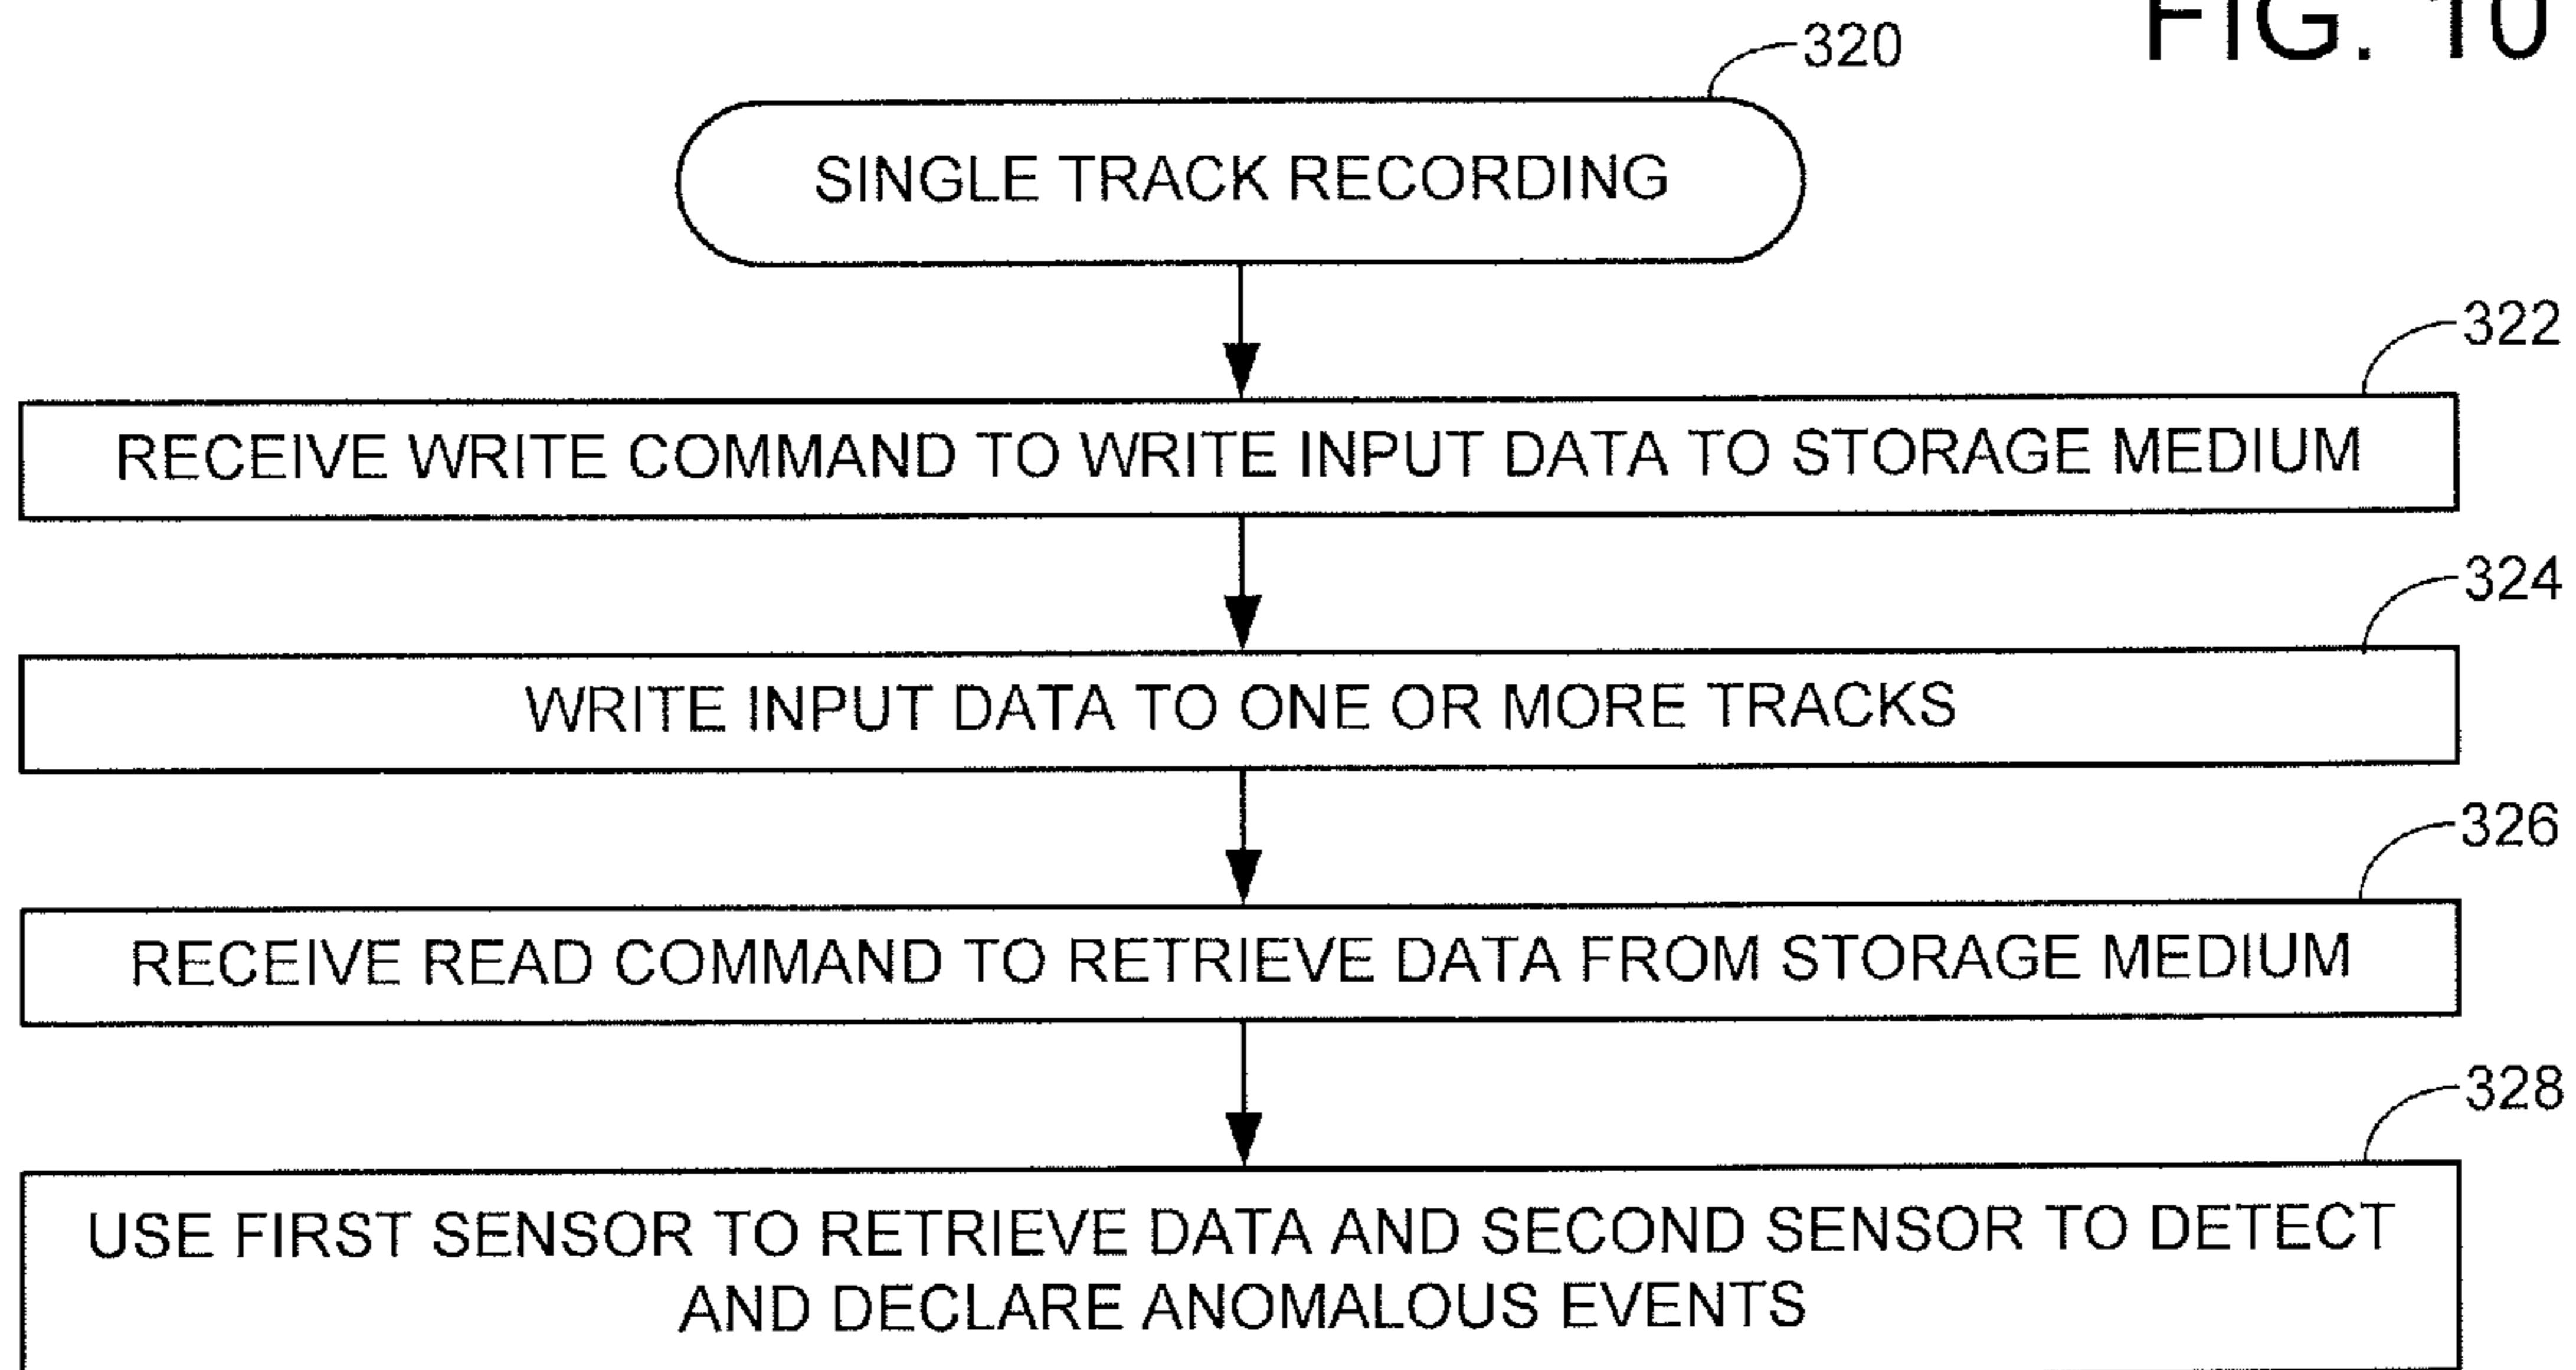 FIG. 10
320
SINGLE TRACK RECORDING
322
RECEIVE WRITE COMMAND TO WRITE INPUT DATA TO STORAGE MEDIUM
324
WRITE INPUT DATA TO ONE OR MORE TRACKS
326
RECEIVE READ COMMAND TO RETRIEVE DATA FROM STORAGE MEDIUM
328
USE FIRST SENSOR TO RETRIEVE DATA AND SECOND SENSOR TO DETECT
AND DECLARE ANOMALOUS EVENTS